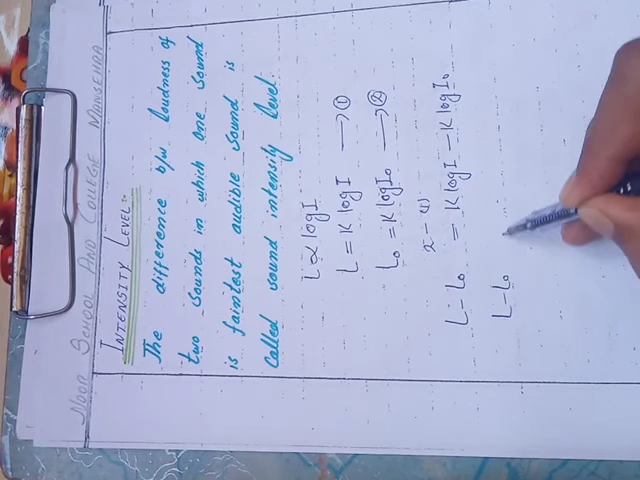 NOOR SCHOOL AND COLLEGE MANSEHRA
INTENSITY LEVEL:
The difference b/w loudness of
two sounds in which one sound
is faintest audible sound is
Called sound intensity level.
L ∝ log I
L = K log I → ①
L₀ = K log I₀ → ②
L - L₀ = K log I - K log I₀
L - L₀